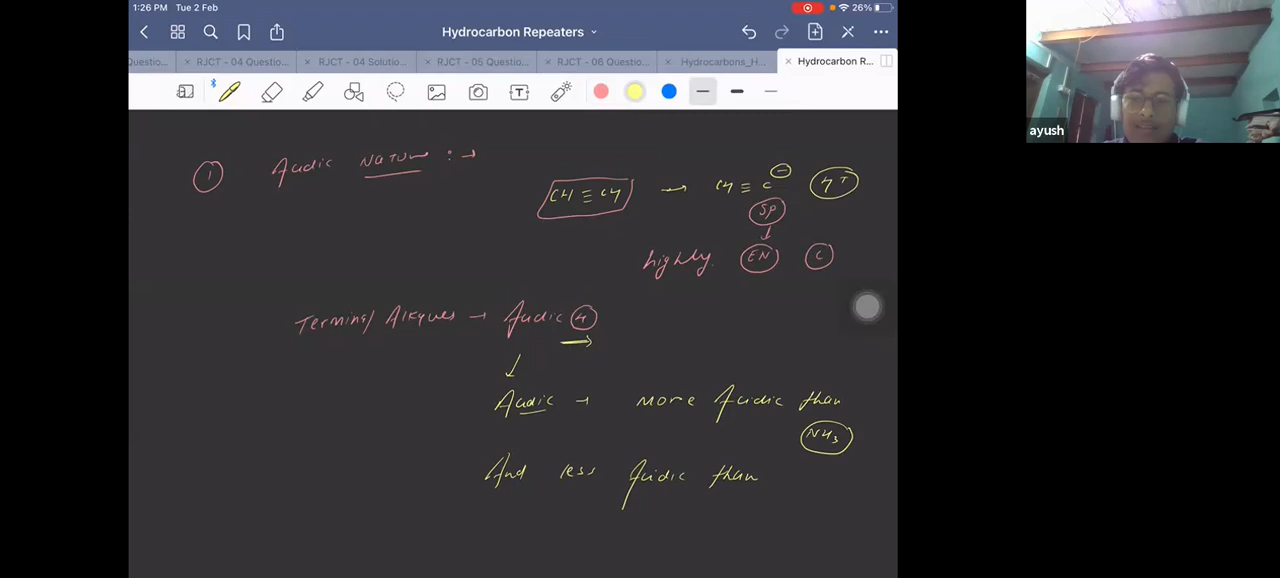 1:26 PM Tue 2 Feb
26%
Hydrocarbon Repeaters
Questio... RJCT - 04 Questio... RJCT - 04 Solutio... RJCT - 05 Questio... RJCT - 06 Questio... Hydrocarbons_H... Hydrocarbon R...
ayush
① Acidic Nature :→
CH ≡ CH → CH ≡ C⊖ H⁺
SP
↓
highly EN C
Terminal Alkynes → Acidic H
↓
Acidic → more Acidic than
NH₃
And less Acidic than